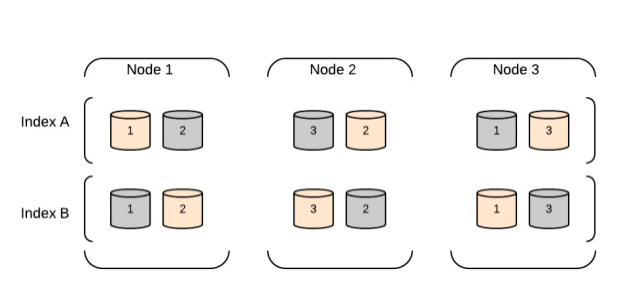 Node 1 Node 2 Node 3
Index A 1 2 3 2 1 3
Index B 1 2 3 2 1 3